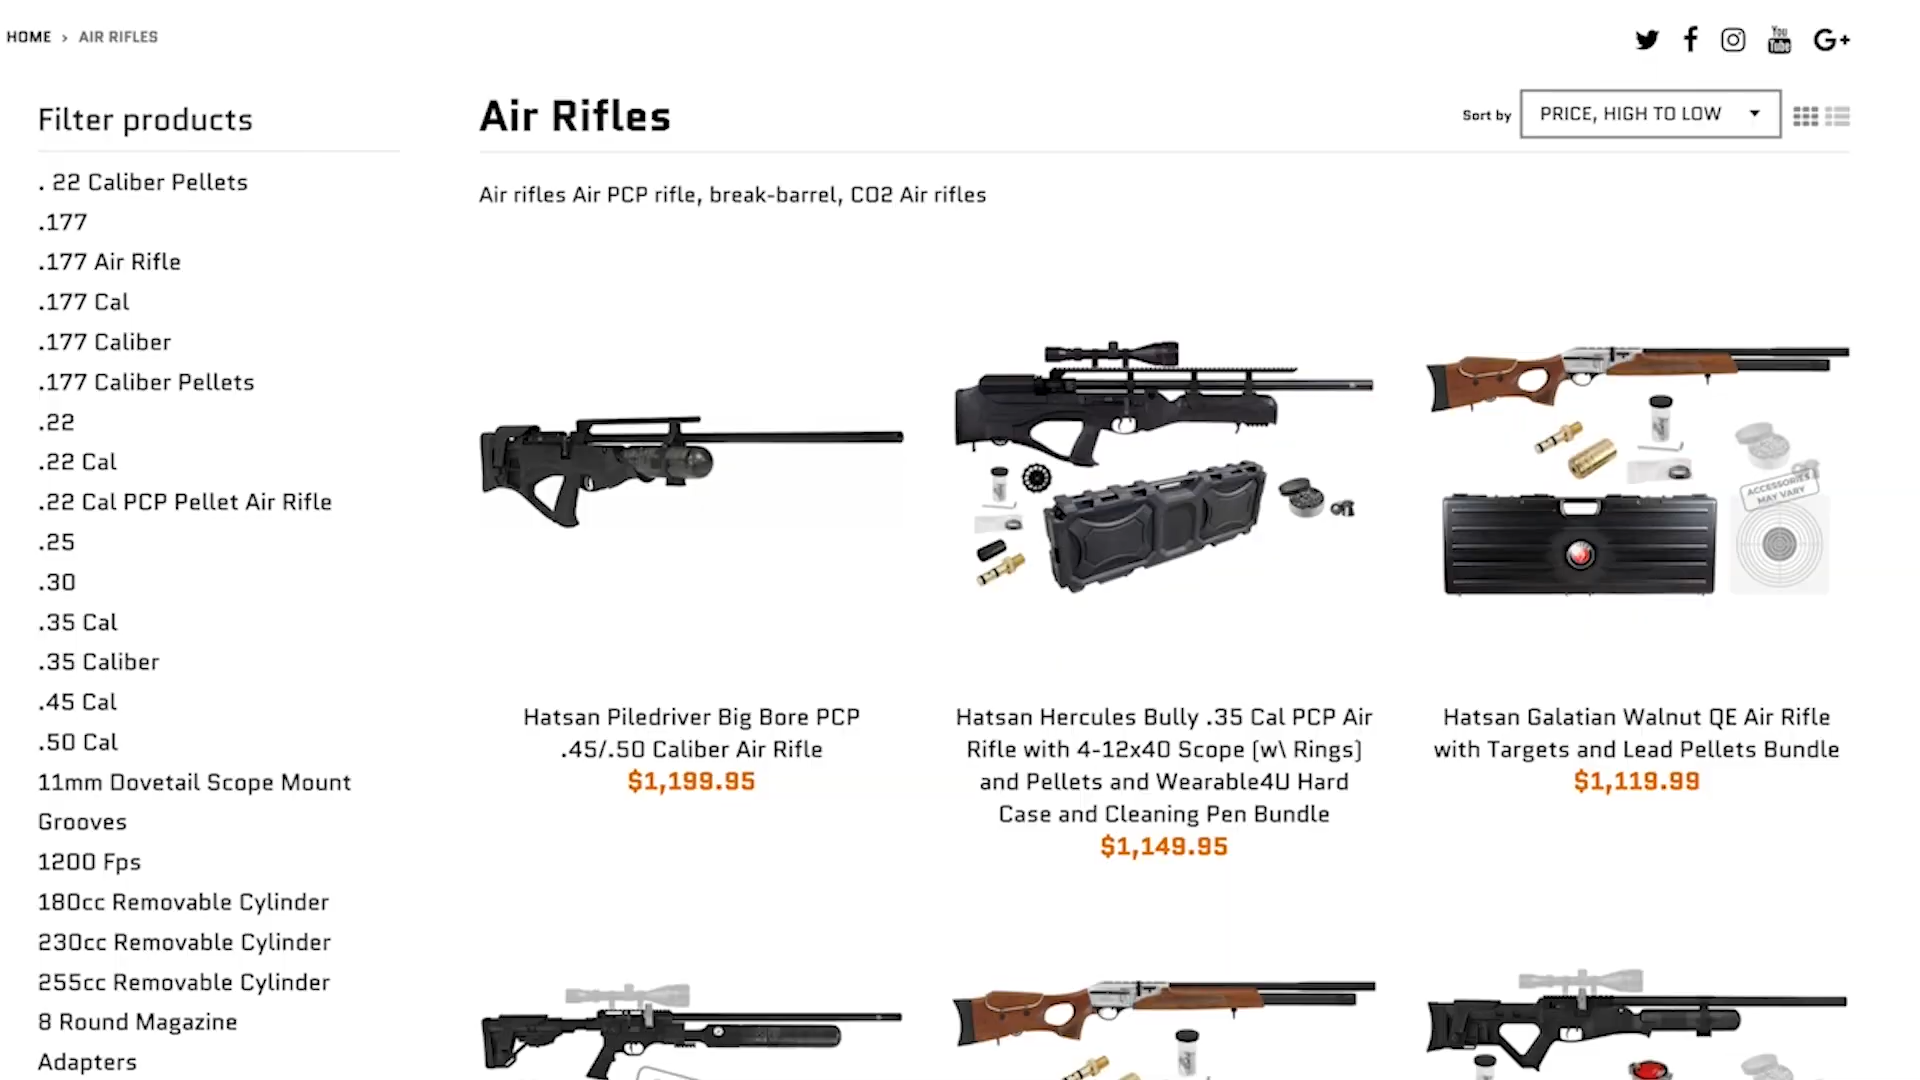 HOME > AIR RIFLES
You
Tube
G+
Filter products
. 22 Caliber Pellets
.177
.177 Air Rifle
.177 Cal
.177 Caliber
.177 Caliber Pellets
.22
.22 Cal
.22 Cal PCP Pellet Air Rifle
.25
.30
.35 Cal
.35 Caliber
.45 Cal
.50 Cal
11mm Dovetail Scope Mount
Grooves
1200 Fps
180cc Removable Cylinder
230cc Removable Cylinder
255cc Removable Cylinder
8 Round Magazine
Adapters
Air Rifles
Sort by
PRICE, HIGH TO LOW
Air rifles Air PCP rifle, break-barrel, CO2 Air rifles
ACCESSORIES
MAY VARY
Hatsan Piledriver Big Bore PCP
.45/.50 Caliber Air Rifle
$1,199.95
Hatsan Hercules Bully .35 Cal PCP Air
Rifle with 4-12x40 Scope (w\ Rings)
and Pellets and Wearable4U Hard
Case and Cleaning Pen Bundle
$1,149.95
Hatsan Galatian Walnut QE Air Rifle
with Targets and Lead Pellets Bundle
$1,119.99